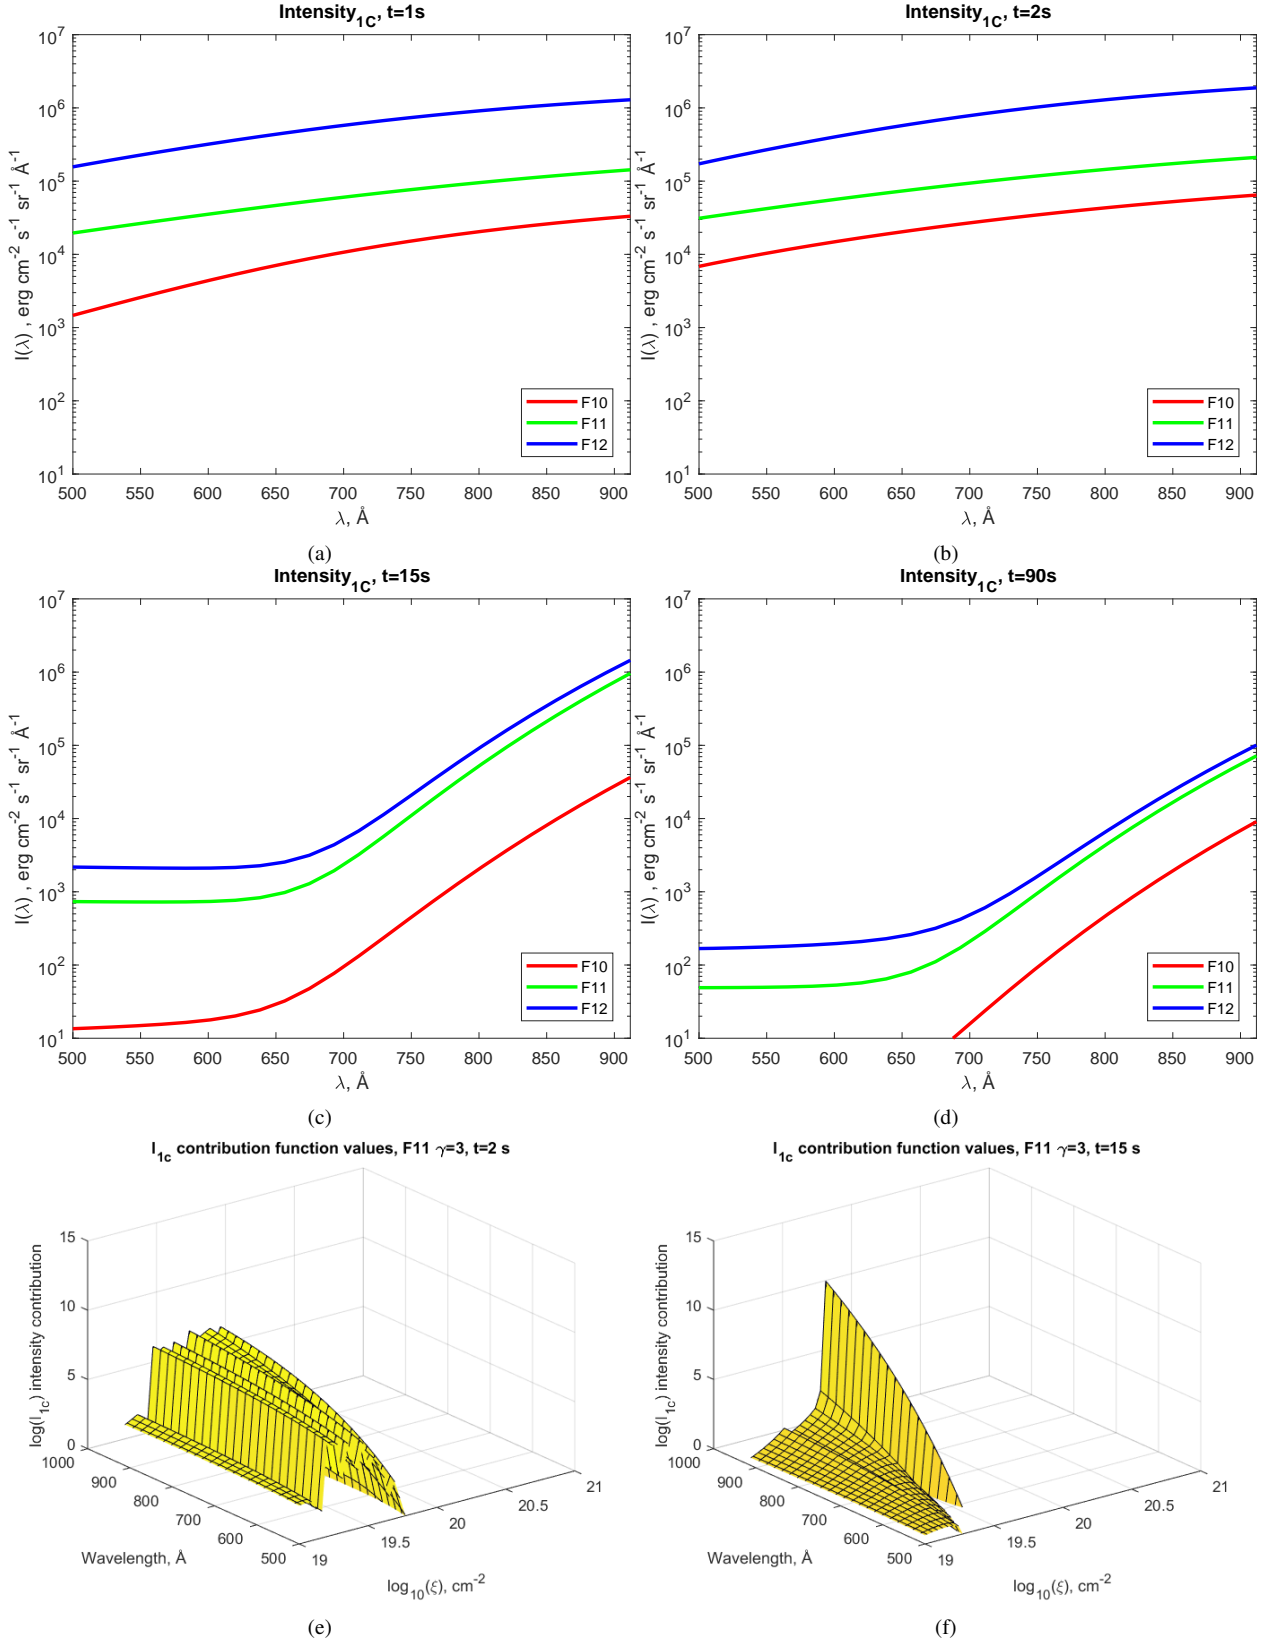 Intensity1C, t=1s
10^7
10^6
10^5
10^4
10^3
10^2
10^1
I(λ) , erg cm^-2 s^-1 sr^-1 Å^-1
F10
F11
F12
500 550 600 650 700 750 800 850 900
λ, Å
(a)
Intensity1C, t=2s
10^7
10^6
10^5
10^4
10^3
10^2
10^1
I(λ) , erg cm^-2 s^-1 sr^-1 Å^-1
F10
F11
F12
500 550 600 650 700 750 800 850 900
λ, Å
(b)
Intensity1C, t=15s
10^7
10^6
10^5
10^4
10^3
10^2
10^1
I(λ) , erg cm^-2 s^-1 sr^-1 Å^-1
F10
F11
F12
500 550 600 650 700 750 800 850 900
λ, Å
(c)
Intensity1C, t=90s
10^7
10^6
10^5
10^4
10^3
10^2
10^1
I(λ) , erg cm^-2 s^-1 sr^-1 Å^-1
F10
F11
F12
500 550 600 650 700 750 800 850 900
λ, Å
(d)
I1c contribution function values, F11 γ=3, t=2 s
15
10
5
0
log(I1c) intensity contribution
1000
900
800
700
600
500
Wavelength, Å
19
19.5
20
20.5
21
log10(ξ), cm^-2
(e)
I1c contribution function values, F11 γ=3, t=15 s
15
10
5
0
log(I1c) intensity contribution
1000
900
800
700
600
500
Wavelength, Å
19
19.5
20
20.5
21
log10(ξ), cm^-2
(f)